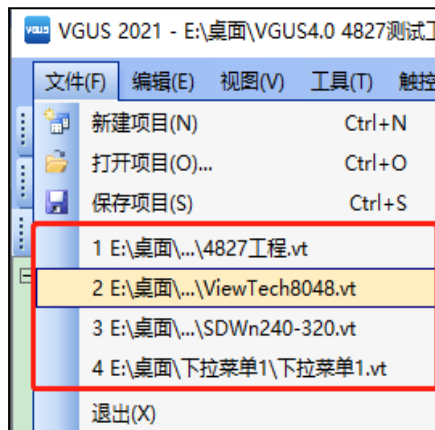 VGUS VGUS 2021 - E:\桌面\VGUS4.0 4827测试
文件(F) 编辑(E) 视图(V) 工具(T) 触控
新建项目(N) Ctrl+N
打开项目(O)... Ctrl+O
保存项目(S) Ctrl+S
1 E:\桌面\...\4827工程.vt
2 E:\桌面\...\ViewTech8048.vt
3 E:\桌面\...\SDWn240-320.vt
4 E:\桌面\下拉菜单1\下拉菜单1.vt
退出(X)